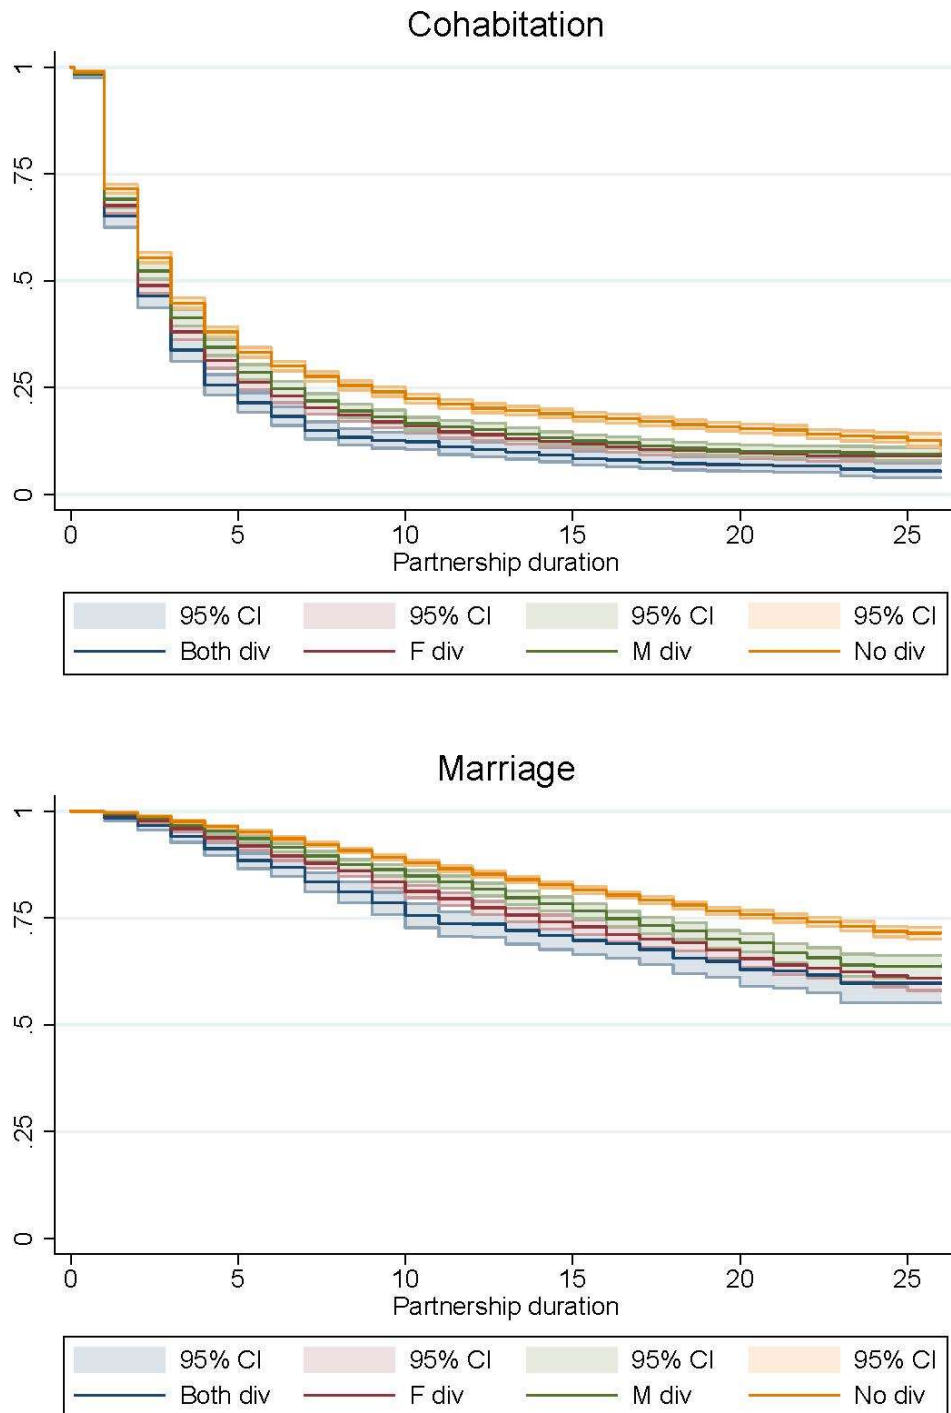 Cohabitation
1
.75
.5
.25
0
0 5 10 15 20 25
Partnership duration
95% CI 95% CI 95% CI 95% CI
Both div F div M div No div
Marriage
1
.75
.5
.25
0
0 5 10 15 20 25
Partnership duration
95% CI 95% CI 95% CI 95% CI
Both div F div M div No div